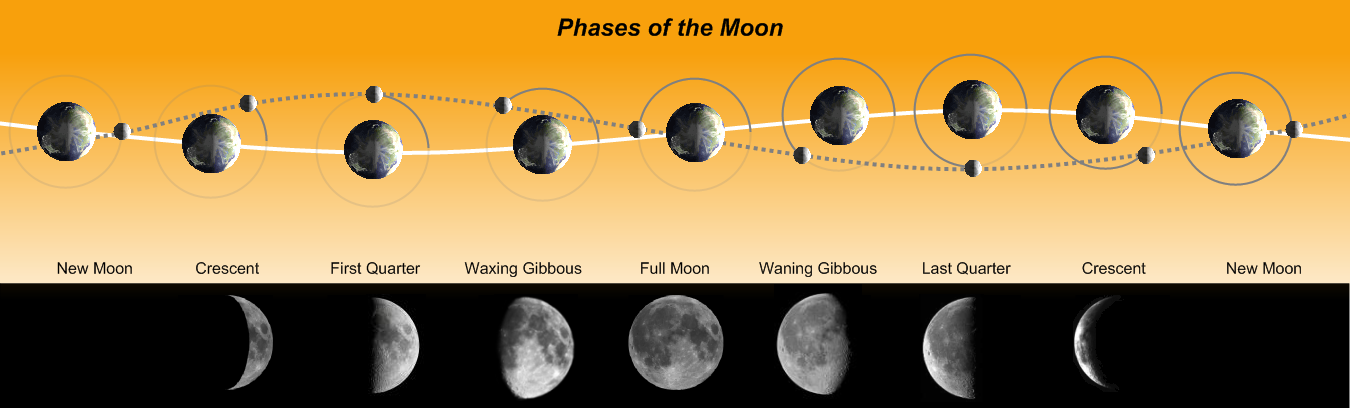 Phases of the Moon
New Moon
Crescent
First Quarter
Waxing Gibbous
Full Moon
Waning Gibbous
Last Quarter
Crescent
New Moon